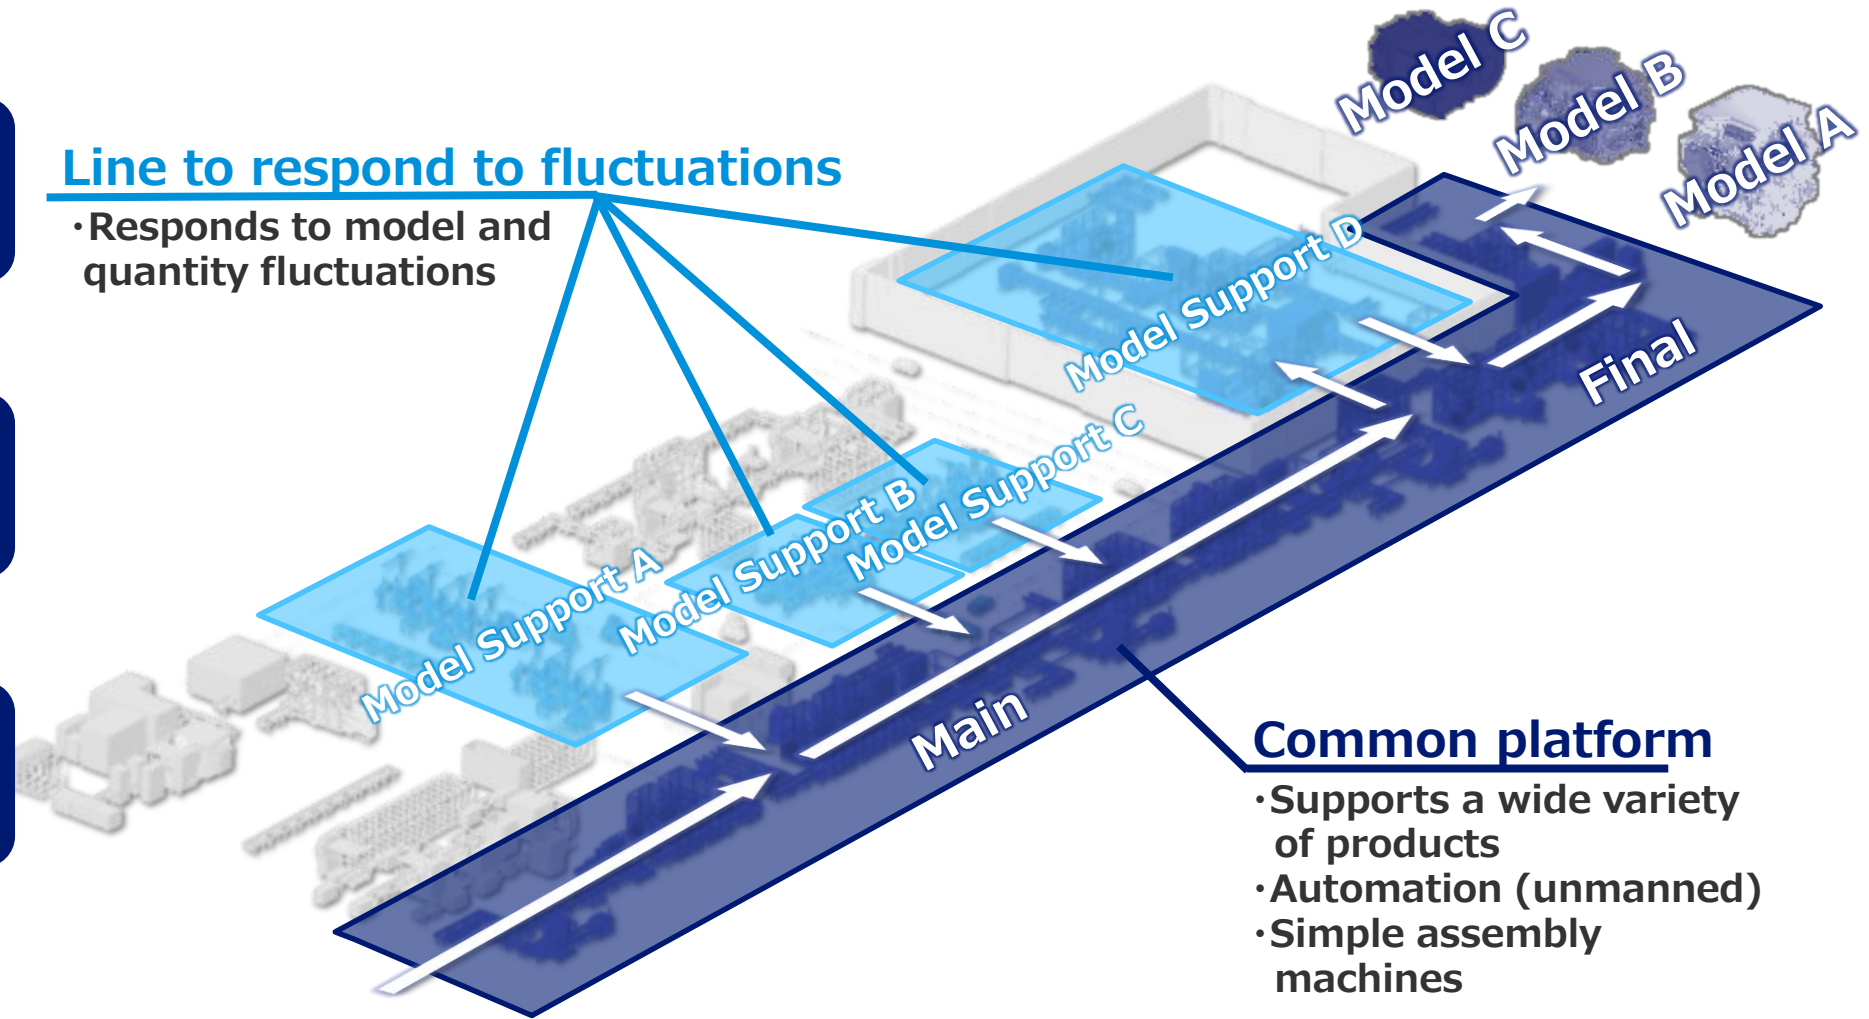 Model C
Model B
Model A
Line to respond to fluctuations
・Responds to model and
quantity fluctuations
Model Support D
Final
Model Support C
Model Support B
Model Support A
Main
Common platform
・Supports a wide variety
of products
・Automation (unmanned)
・Simple assembly
machines